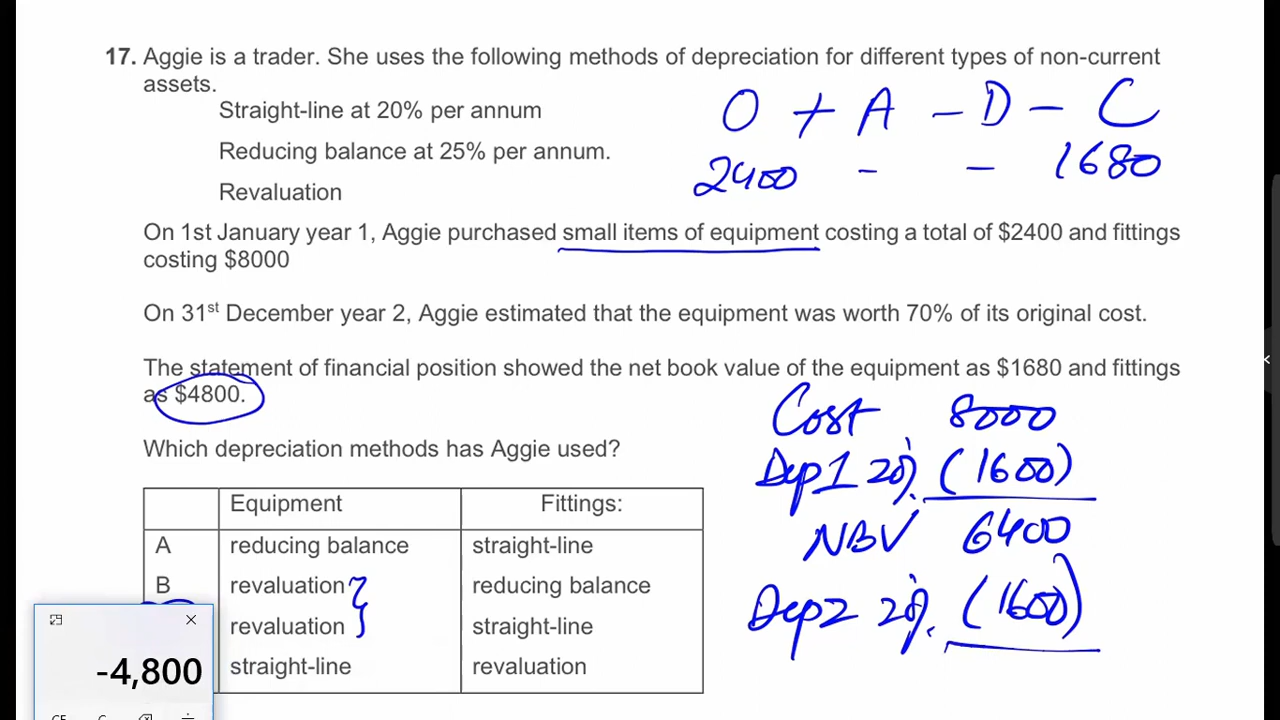 17. Aggie is a trader. She uses the following methods of depreciation for different types of non-current
assets.
Straight-line at 20% per annum
O + A - D - C
Reducing balance at 25% per annum.
2400 - - 1680
Revaluation
On 1st January year 1, Aggie purchased small items of equipment costing a total of $2400 and fittings
costing $8000
On 31st December year 2, Aggie estimated that the equipment was worth 70% of its original cost.
The statement of financial position showed the net book value of the equipment as $1680 and fittings
as $4800.
Cost 8000
Which depreciation methods has Aggie used?
Dep1 20% (1600)
Equipment Fittings:
NBV 6400
A reducing balance straight-line
B revaluation reducing balance
Dep2 20% (1600)
revaluation straight-line
straight-line revaluation
-4,800
CE C